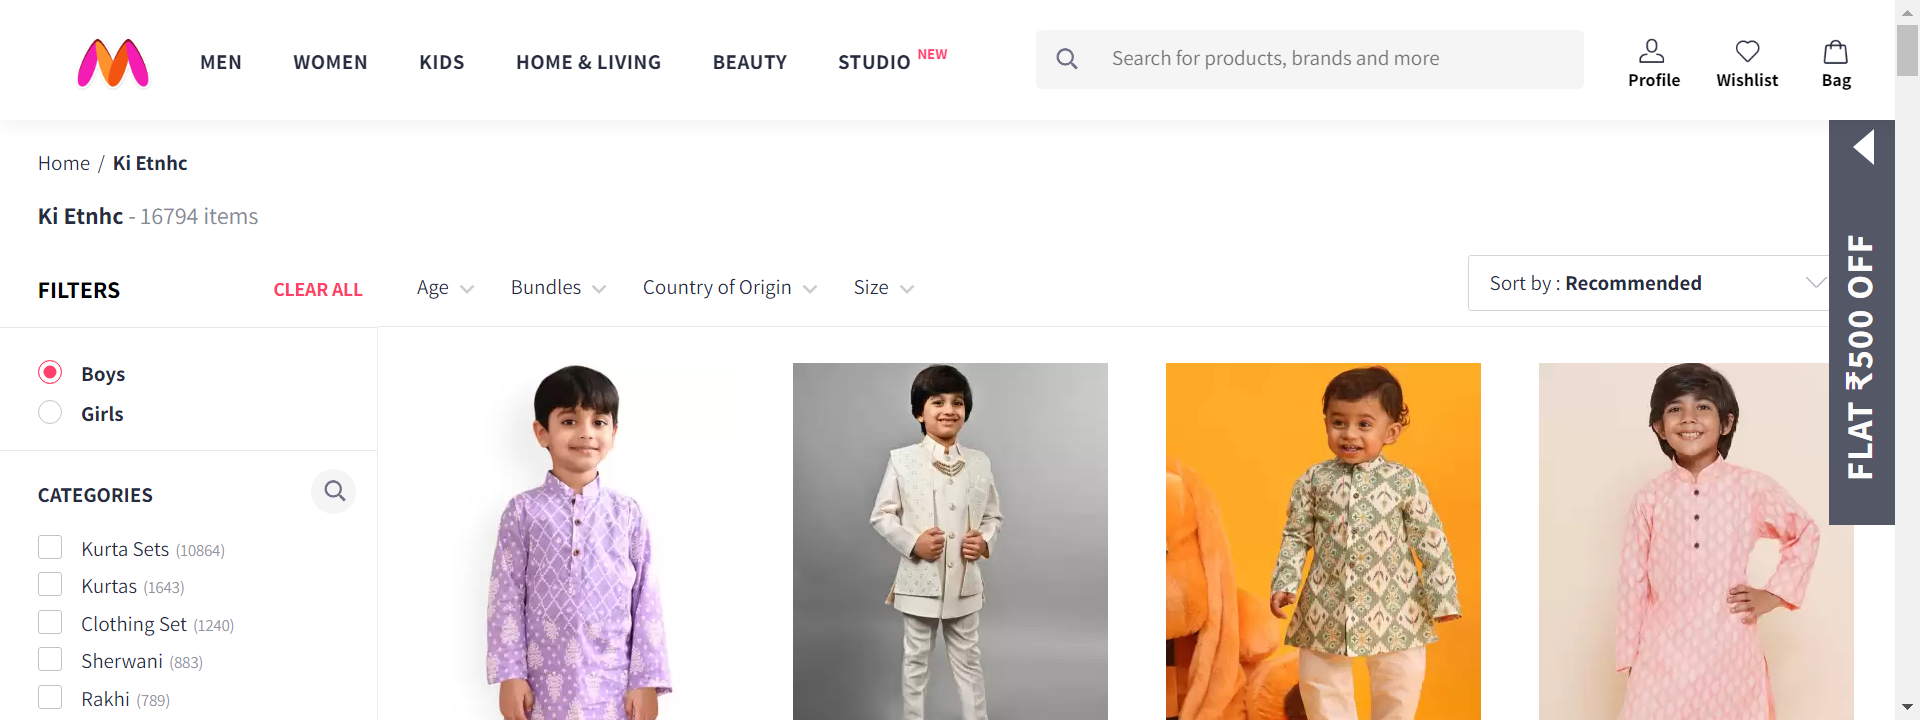 MEN WOMEN KIDS HOME & LIVING BEAUTY STUDIO NEW
Search for products, brands and more
Profile Wishlist Bag
Home / Ki Etnhc
Ki Etnhc - 16794 items
FILTERS CLEAR ALL
Age Bundles Country of Origin Size
Sort by : Recommended
FLAT ₹500 OFF
Boys
Girls
CATEGORIES
Kurta Sets (10864)
Kurtas (1643)
Clothing Set (1240)
Sherwani (883)
Rakhi (789)